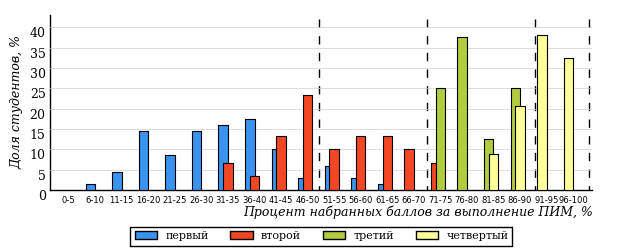 Доля студентов, %
40
35
30
25
20
15
10
5
0
0-5 6-10 11-15 16-20 21-25 26-30 31-35 36-40 41-45 46-50 51-55 56-60 61-65 66-70 71-75 76-80 81-85 86-90 91-95 96-100
Процент набранных баллов за выполнение ПИМ, %
первый второй третий четвертый